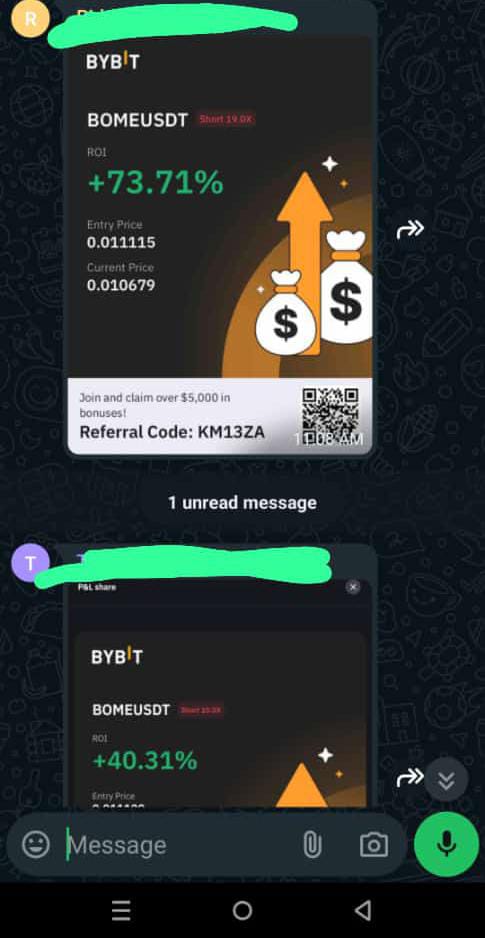 R
BYBIT
BOMEUSDT Short 19.0X
ROI
+73.71%
Entry Price
0.011115
Current Price
0.010679
$
$
Join and claim over $5,000 in
bonuses!
Referral Code: KM13ZA
11:08 AM
1 unread message
T
P&L share
BYBIT
BOMEUSDT Short 10.0X
ROI
+40.31%
Entry Price
Message